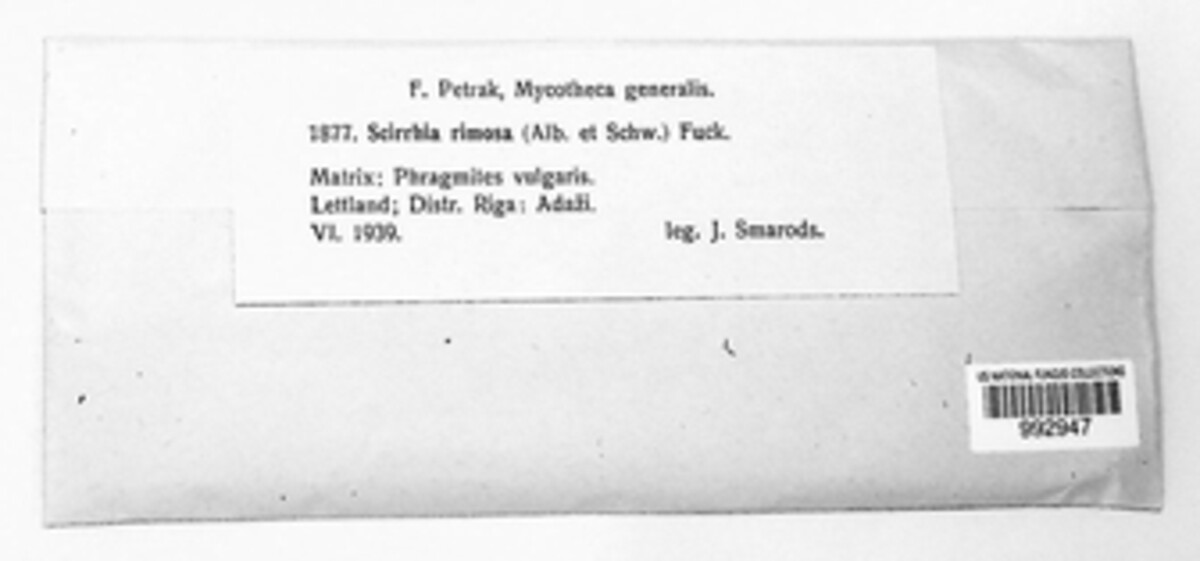 F. Petrak, Mycotheca generalis.
1877. Scirrhia rimosa (Alb. et Schw.) Fuck.
Matrix: Phragmites vulgaris.
Lettland; Distr. Riga: Adaži.
VI. 1939. leg. J. Smarods.
US NATIONAL FUNGUS COLLECTIONS
992947